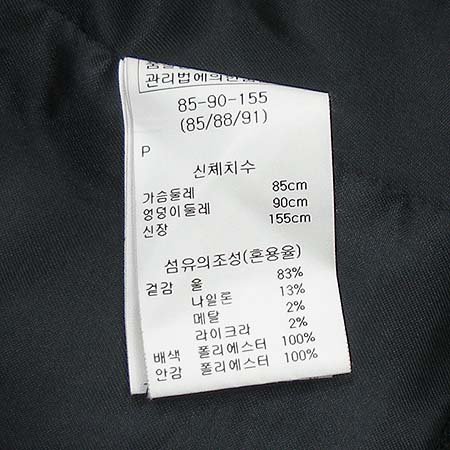 관리법에의한
85-90-155
(85/88/91)
P
신체치수
가슴둘레 85cm
엉덩이둘레 90cm
신장 155cm
섬유의조성(혼용율)
겉감 울 83%
나일론 13%
메탈 2%
라이크라 2%
배색 폴리에스터 100%
안감 폴리에스터 100%